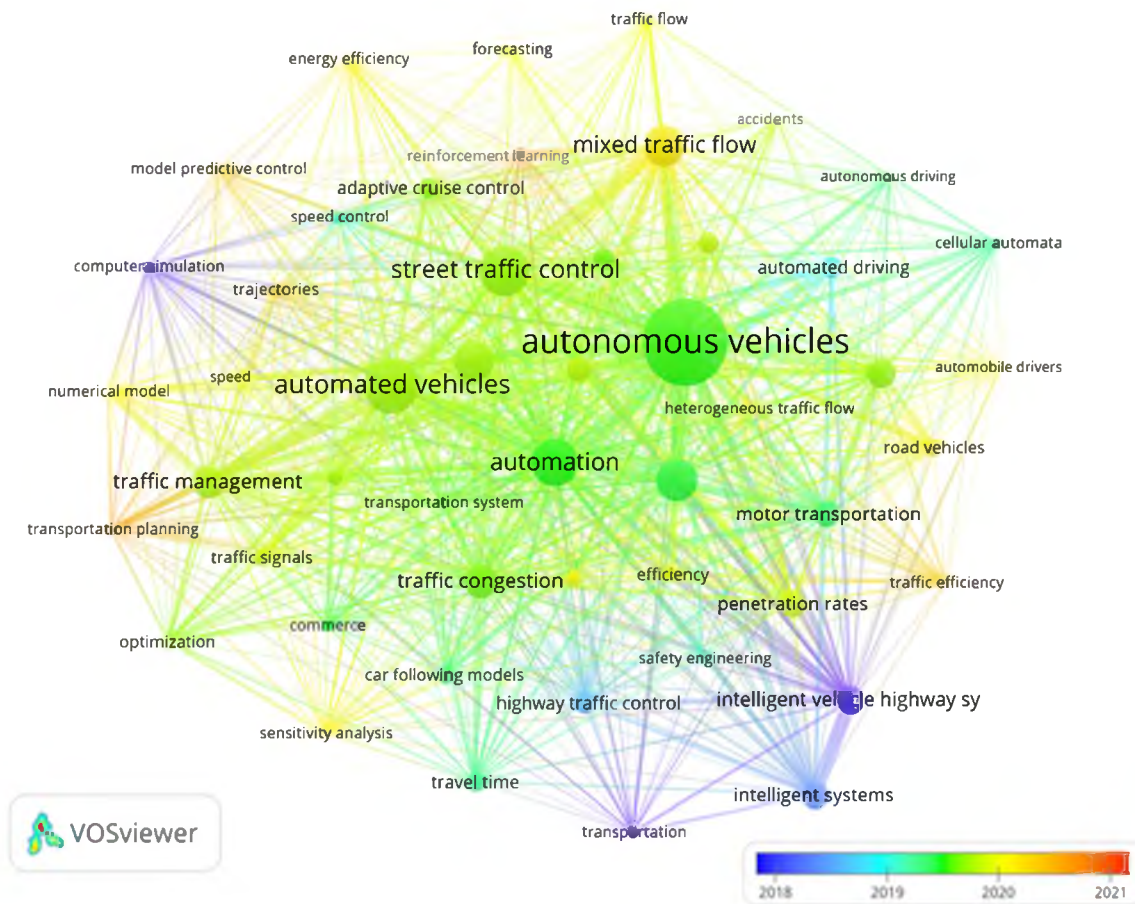 traffic flow
forecasting
energy efficiency
accidents
mixed traffic flow
reinforcement learning
model predictive control
autonomous driving
adaptive cruise control
speed control
cellular automata
computer simulation
street traffic control
automated driving
trajectories
autonomous vehicles
automobile drivers
speed
automated vehicles
numerical model
heterogeneous traffic flow
road vehicles
automation
traffic management
transportation system
motor transportation
transportation planning
traffic signals
traffic congestion
efficiency
traffic efficiency
penetration rates
commerce
optimization
safety engineering
car following models
highway traffic control
intelligent vehicle highway sy
sensitivity analysis
travel time
intelligent systems
transportation
VOSviewer
2018 2019 2020 2021